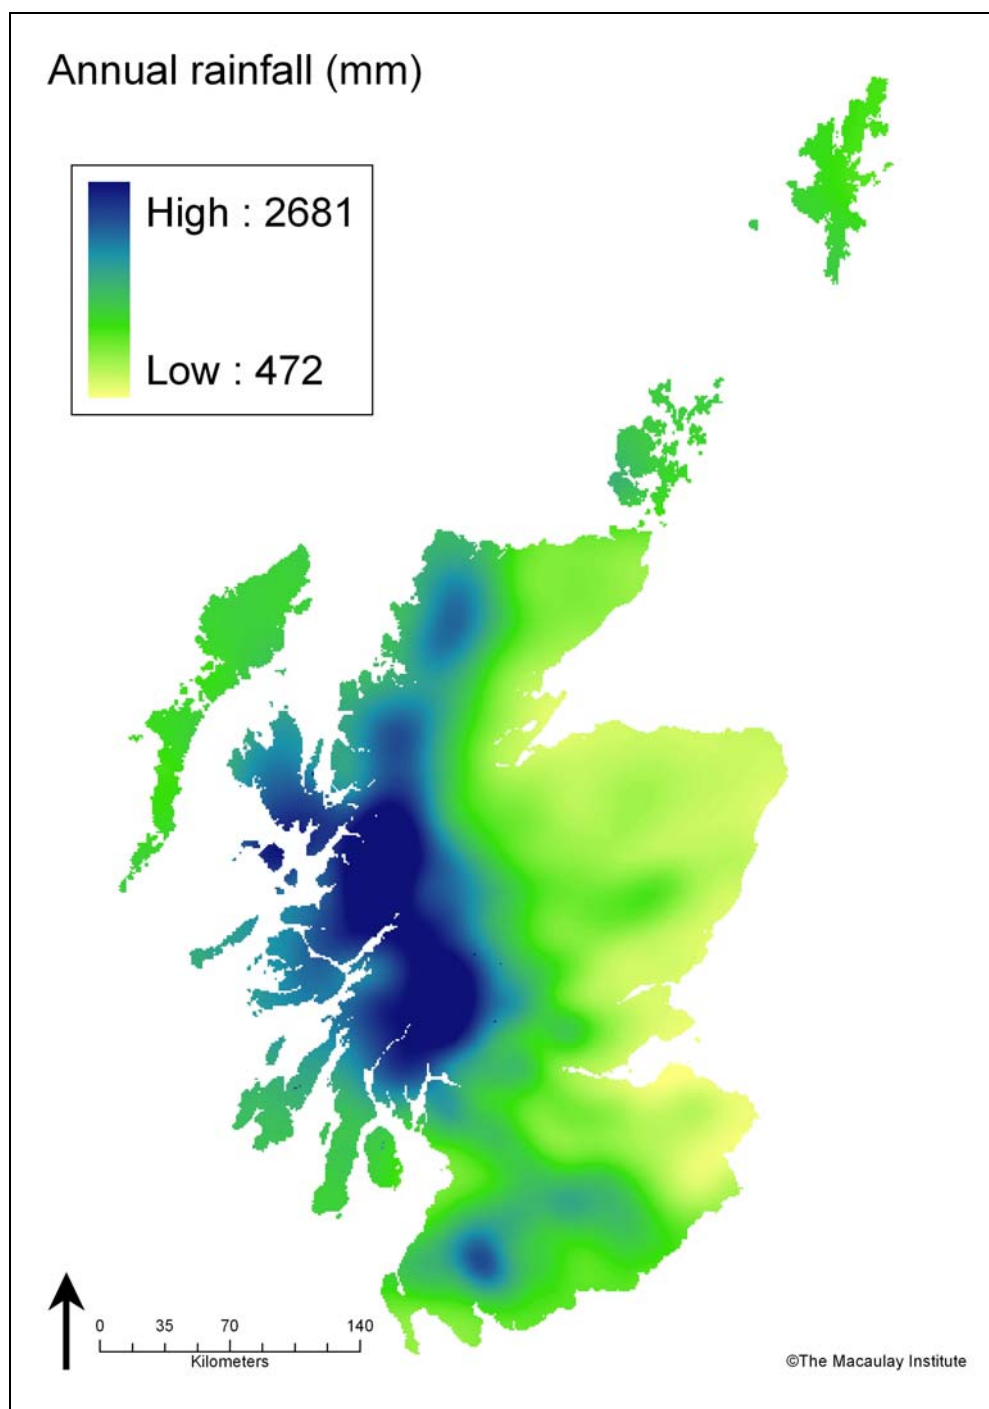 Annual rainfall (mm)
High : 2681
Low : 472
0 35 70 140
Kilometers
©The Macaulay Institute